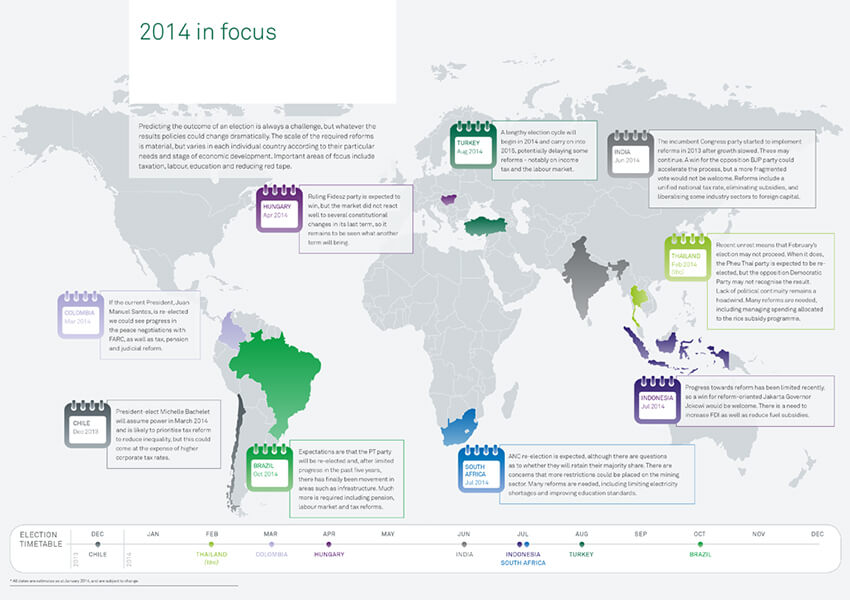 2014 in focus
Predicting the outcome of an election is always a challenge, but whatever the
results policies could change dramatically. The scale of the required reforms
is material, but varies in each individual country according to their particular
needs and stage of economic development. Important areas of focus include
taxation, labour, education and reducing red tape.
TURKEY
Aug 2014
A lengthy election cycle will
begin in 2014 and carry on into
2015, potentially delaying some
reforms - notably on income
tax and the labour market.
INDIA
Jun 2014
The incumbent Congress party started to implement
reforms in 2013 after growth slowed. These may
continue. A win for the opposition BJP party could
accelerate the process, but a more fragmented
vote would not be welcome. Reforms include a
unified national tax rate, eliminating subsidies, and
liberalising some industry sectors to foreign capital.
HUNGARY
Apr 2014
Ruling Fidesz party is expected to
win, but the market did not react
well to several constitutional
changes in its last term, so it
remains to be seen what another
term will bring.
THAILAND
Feb 2014
(tbc)
Recent unrest means that February's
election may not proceed. When it does,
the Pheu Thai party is expected to be re-
elected, but the opposition Democratic
Party may not recognise the result.
Lack of political continuity remains a
headwind. Many reforms are needed,
including managing spending allocated
to the rice subsidy programme.
COLOMBIA
Mar 2014
If the current President, Juan
Manuel Santos, is re-elected
we could see progress in
the peace negotiations with
FARC, as well as tax, pension
and judicial reform.
INDONESIA
Jul 2014
Progress towards reform has been limited recently,
so a win for reform-oriented Jakarta Governor
Jokowi would be welcome. There is a need to
increase FDI as well as reduce fuel subsidies.
CHILE
Dec 2013
President-elect Michelle Bachelet
will assume power in March 2014
and is likely to prioritise tax reform
to reduce inequality, but this could
come at the expense of higher
corporate tax rates.
BRAZIL
Oct 2014
Expectations are that the PT party
will be re-elected and, after limited
progress in the past five years,
there has finally been movement in
areas such as infrastructure. Much
more is required including pension,
labour market and tax reforms.
SOUTH
AFRICA
Jul 2014
ANC re-election is expected, although there are questions
as to whether they will retain their majority share. There are
concerns that more restrictions could be placed on the mining
sector. Many reforms are needed, including limiting electricity
shortages and improving education standards.
ELECTION
TIMETABLE
2013
DEC
CHILE
2014
JAN
FEB
THAILAND
(tbc)
MAR
COLOMBIA
APR
HUNGARY
MAY
JUN
INDIA
JUL
INDONESIA
SOUTH AFRICA
AUG
TURKEY
SEP
OCT
BRAZIL
NOV
DEC
* All dates are estimates as at January 2014, and are subject to change.